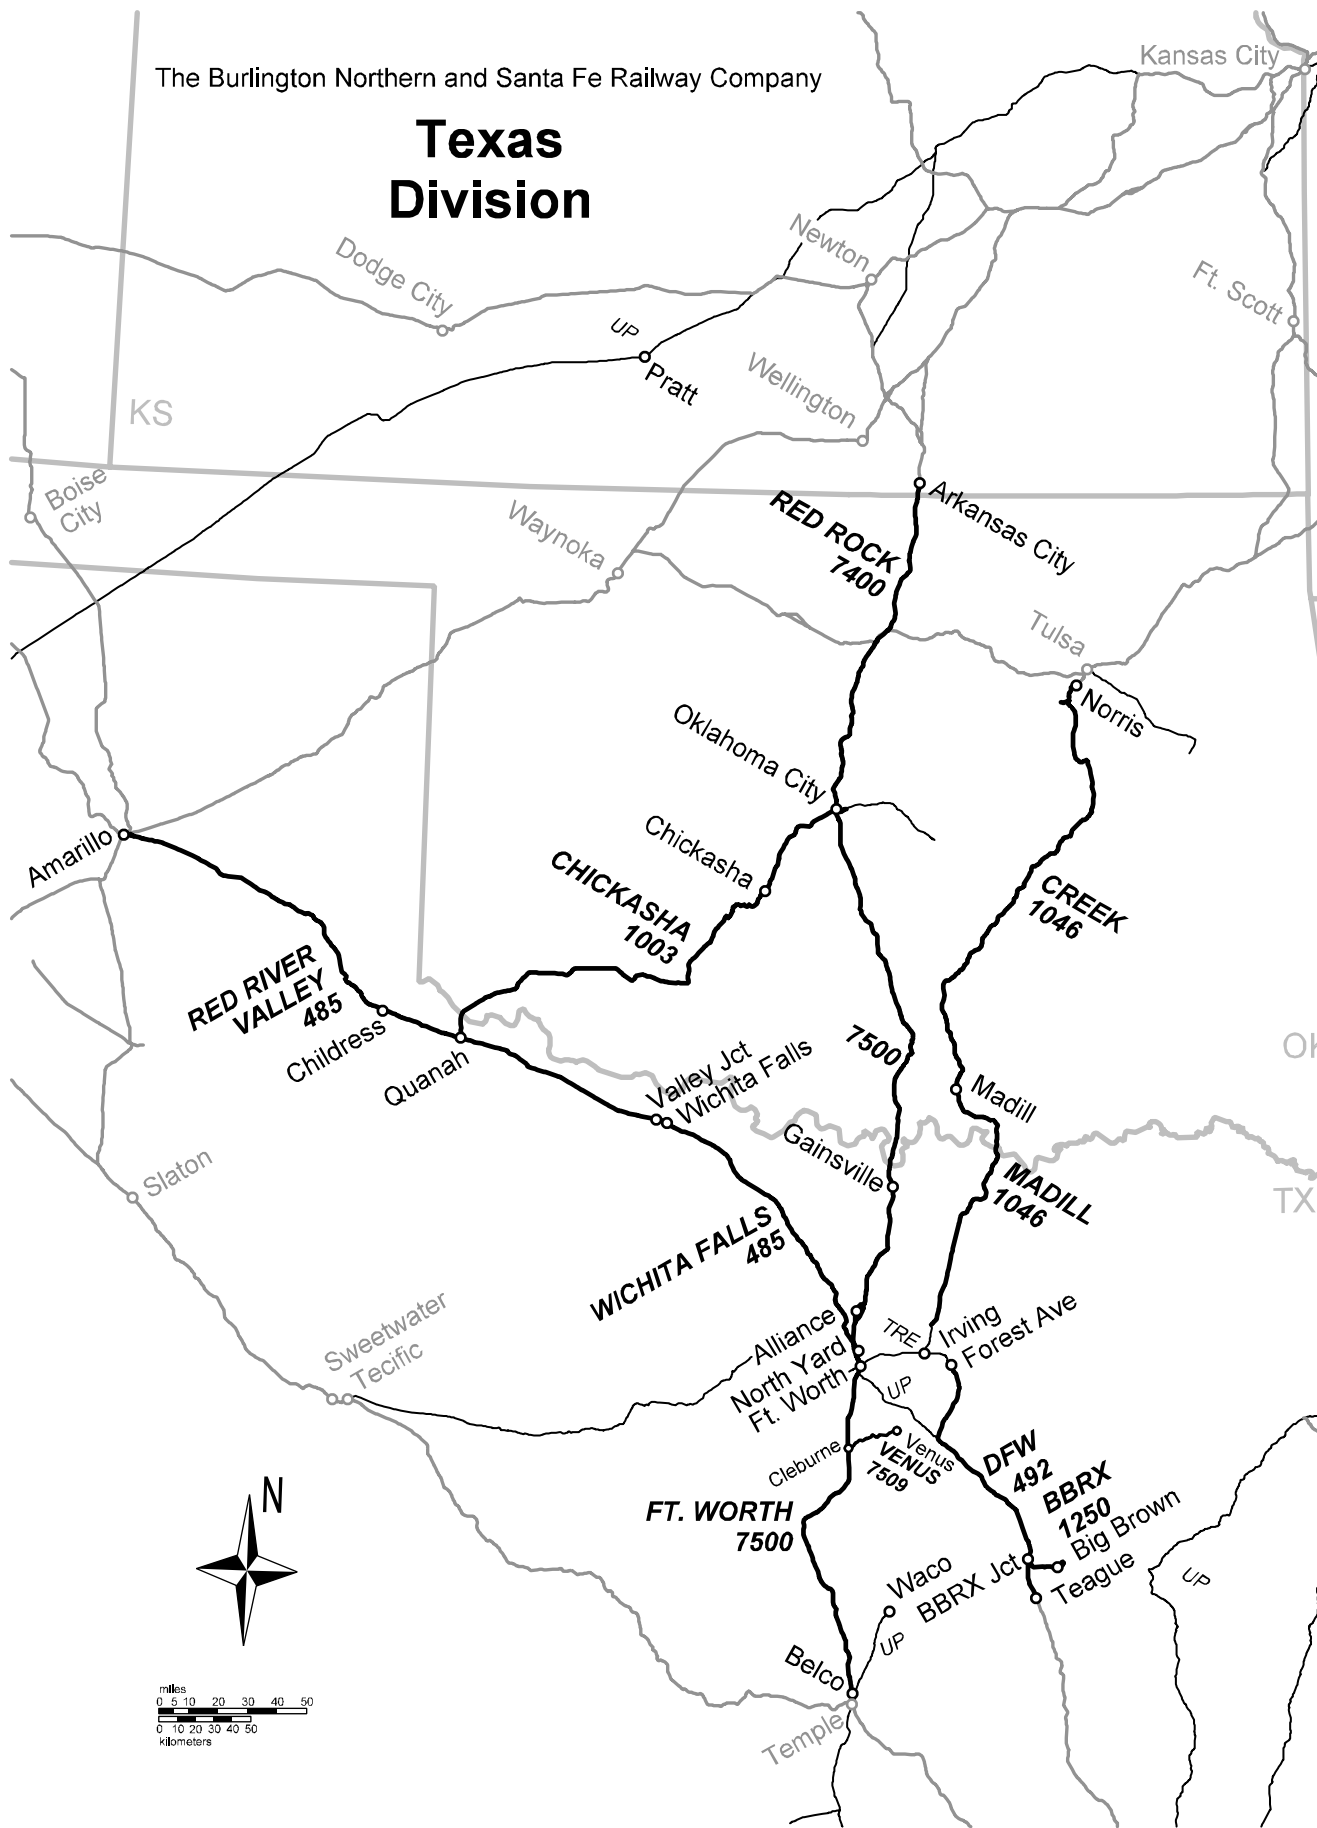 Kansas City
The Burlington Northern and Santa Fe Railway Company
Texas
Division
Newton
Dodge City
Ft. Scott
UP
Pratt
Wellington
KS
Boise
City
Waynoka
RED ROCK
7400
Arkansas City
Tulsa
Norris
Oklahoma City
Chickasha
Amarillo
CHICKASHA
1003
CREEK
1046
RED RIVER
VALLEY
485
Childress
Quanah
7500
OK
Valley Jct
Wichita Falls
Madill
Gainsville
Slaton
MADILL
1046
TX
WICHITA FALLS
485
Sweetwater
Tecific
Alliance
North Yard
Ft. Worth
TRE
Irving
Forest Ave
UP
Cleburne
Venus
VENUS
7509
DFW
492
BBRX
1250
N
FT. WORTH
7500
Big Brown
Teague
BBRX Jct
Waco
UP
UP
Belco
Temple
miles
0 5 10 20 30 40 50
0 10 20 30 40 50
kilometers